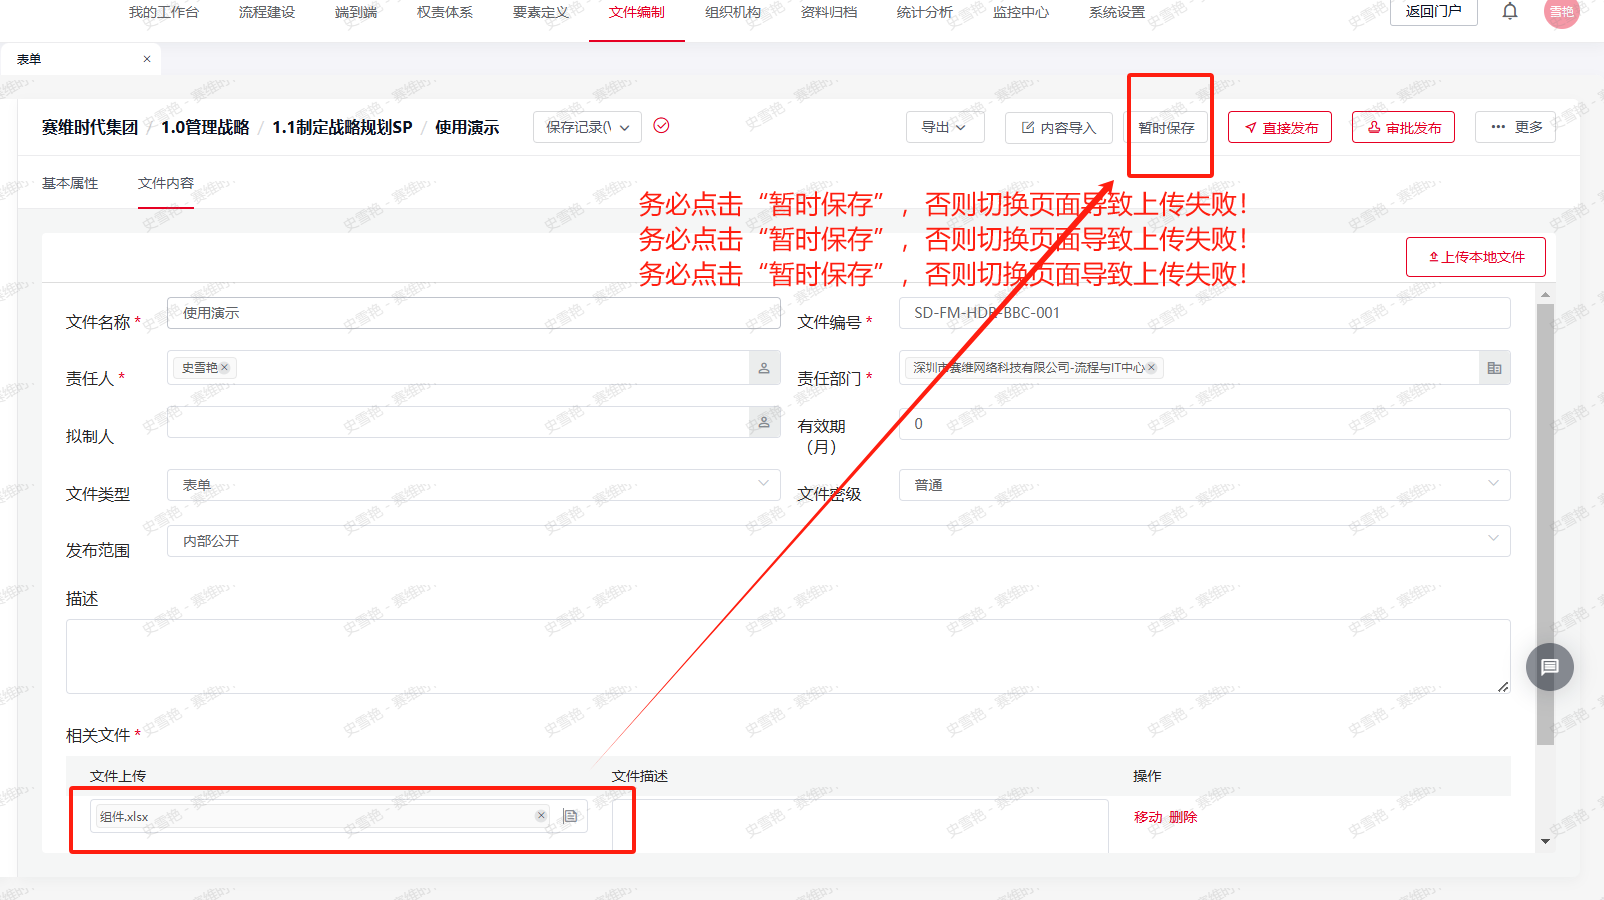 我的工作台 流程建设 端到端 权责体系 要素定义 文件编制 组织机构 资料归档 统计分析 监控中心 系统设置 返回门户 雪艳
表单 ×
赛维时代集团 / 1.0管理战略 / 1.1制定战略规划SP / 使用演示 保存记录(V 导出 内容导入 暂时保存 直接发布 审批发布 ··· 更多
基本属性 文件内容
务必点击“暂时保存”，否则切换页面导致上传失败！
务必点击“暂时保存”，否则切换页面导致上传失败！
务必点击“暂时保存”，否则切换页面导致上传失败！
上传本地文件
文件名称 * 使用演示 文件编号 * SD-FM-HDR-BBC-001
责任人 * 史雪艳 责任部门 * 深圳市赛维网络科技有限公司-流程与IT中心
拟制人 有效期（月） 0
文件类型 表单 文件密级 普通
发布范围 内部公开
描述
相关文件 *
文件上传 文件描述 操作
组件.xlsx 移动 删除
史雪艳 - 赛维时